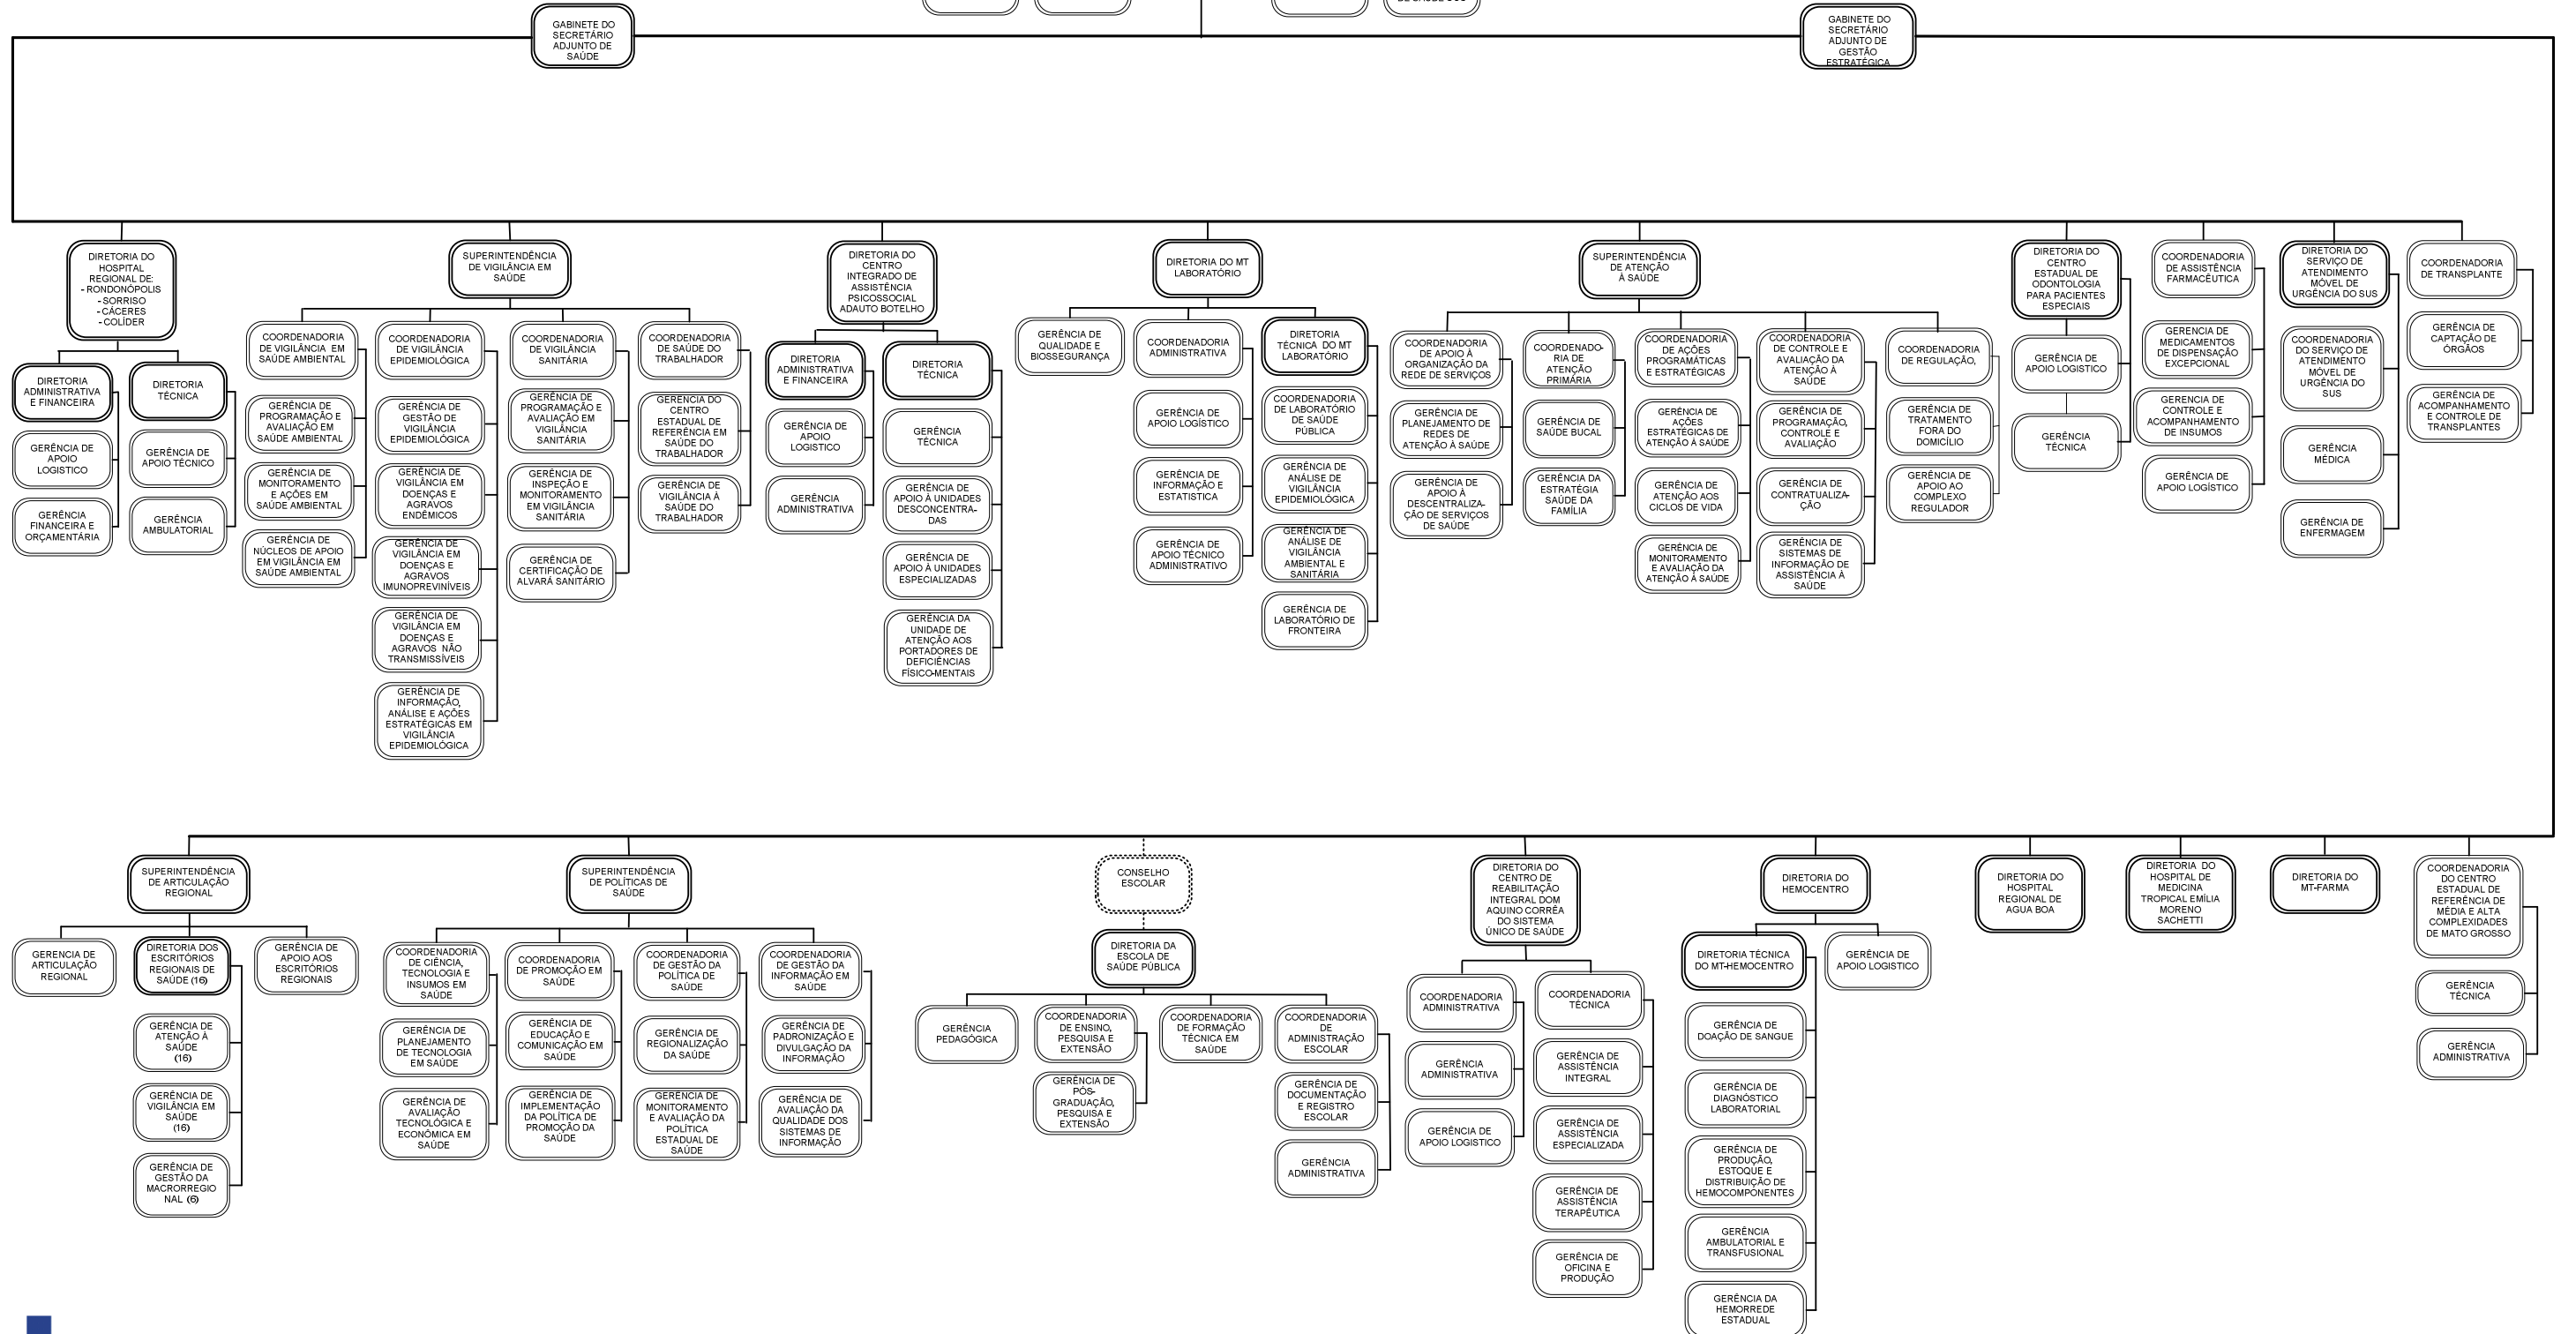 DE SAÚDE SUS
GABINETE DO
SECRETÁRIO
ADJUNTO DE
SAÚDE
GABINETE DO
SECRETÁRIO
ADJUNTO DE
GESTÃO
ESTRATÉGICA
DIRETORIA DO
HOSPITAL
REGIONAL DE:
- RONDONÓPOLIS
- SORRISO
- CÁCERES
- COLÍDER
DIRETORIA
ADMINISTRATIVA
E FINANCEIRA
GERÊNCIA DE
APOIO
LOGISTICO
GERÊNCIA
FINANCEIRA E
ORÇAMENTÁRIA
DIRETORIA
TÉCNICA
GERÊNCIA DE
APOIO TÉCNICO
GERÊNCIA
AMBULATORIAL
SUPERINTENDÊNCIA
DE VIGILÂNCIA EM
SAÚDE
COORDENADORIA
DE VIGILÂNCIA EM
SAÚDE AMBIENTAL
GERÊNCIA DE
PROGRAMAÇÃO E
AVALIAÇÃO EM
SAÚDE AMBIENTAL
GERÊNCIA DE
MONITORAMENTO
E AÇÕES EM
SAÚDE AMBIENTAL
GERÊNCIA DE
NÚCLEOS DE APOIO
EM VIGILÂNCIA EM
SAÚDE AMBIENTAL
COORDENADORIA
DE VIGILÂNCIA
EPIDEMIOLÓGICA
GERÊNCIA DE
GESTÃO DE
VIGILÂNCIA
EPIDEMIOLÓGICA
GERÊNCIA DE
VIGILÂNCIA EM
DOENÇAS E
AGRAVOS
ENDÊMICOS
GERÊNCIA DE
VIGILÂNCIA EM
DOENÇAS E
AGRAVOS
IMUNOPREVINÍVEIS
GERÊNCIA DE
VIGILÂNCIA EM
DOENÇAS E
AGRAVOS NÃO
TRANSMISSÍVEIS
GERÊNCIA DE
INFORMAÇÃO,
ANÁLISE E AÇÕES
ESTRATÉGICAS EM
VIGILÂNCIA
EPIDEMIOLÓGICA
COORDENADORIA
DE VIGILÂNCIA
SANITÁRIA
GERÊNCIA DE
PROGRAMAÇÃO E
AVALIAÇÃO EM
VIGILÂNCIA
SANITÁRIA
GERÊNCIA DE
INSPEÇÃO E
MONITORAMENTO
EM VIGILÂNCIA
SANITÁRIA
GERÊNCIA DE
CERTIFICAÇÃO DE
ALVARÁ SANITÁRIO
COORDENADORIA
DE SAÚDE DO
TRABALHADOR
GERENCIA DO
CENTRO
ESTADUAL DE
REFERÊNCIA EM
SAÚDE DO
TRABALHADOR
GERÊNCIA DE
VIGILÂNCIA À
SAÚDE DO
TRABALHADOR
DIRETORIA DO
CENTRO
INTEGRADO DE
ASSISTÊNCIA
PSICOSSOCIAL
ADAUTO BOTELHO
DIRETORIA
ADMINISTRATIVA
E FINANCEIRA
GERÊNCIA DE
APOIO
LOGISTICO
GERÊNCIA
ADMINISTRATIVA
DIRETORIA
TÉCNICA
GERÊNCIA
TÉCNICA
GERÊNCIA DE
APOIO À UNIDADES
DESCONCENTRA-
DAS
GERÊNCIA DE
APOIO À UNIDADES
ESPECIALIZADAS
GERÊNCIA DA
UNIDADE DE
ATENÇÃO AOS
PORTADORES DE
DEFICIÊNCIAS
FÍSICO-MENTAIS
DIRETORIA DO MT
LABORATÓRIO
GERÊNCIA DE
QUALIDADE E
BIOSSEGURANÇA
COORDENADORIA
ADMINISTRATIVA
GERÊNCIA DE
APOIO LOGÍSTICO
GERÊNCIA DE
INFORMAÇÃO E
ESTATISTICA
GERÊNCIA DE
APOIO TÉCNICO
ADMINISTRATIVO
DIRETORIA
TÉCNICA DO MT
LABORATÓRIO
COORDENADORIA
DE LABORATÓRIO
DE SAÚDE
PÚBLICA
GERÊNCIA DE
ANÁLISE DE
VIGILÂNCIA
EPIDEMIOLÓGICA
GERÊNCIA DE
ANÁLISE DE
VIGILÂNCIA
AMBIENTAL E
SANITÁRIA
GERÊNCIA DE
LABORATÓRIO DE
FRONTEIRA
SUPERINTENDÊNCIA
DE ATENÇÃO
À SAÚDE
COORDENADORIA
DE APOIO À
ORGANIZAÇÃO DA
REDE DE SERVIÇOS
GERÊNCIA DE
PLANEJAMENTO DE
REDES DE
ATENÇÃO À SAÚDE
GERÊNCIA DE
APOIO À
DESCENTRALIZA-
ÇÃO DE SERVIÇOS
DE SAÚDE
COORDENADO-
RIA DE
ATENÇÃO
PRIMÁRIA
GERÊNCIA DE
SAÚDE BUCAL
GERÊNCIA DA
ESTRATÉGIA
SAÚDE DA
FAMÍLIA
COORDENADORIA
DE AÇÕES
PROGRAMÁTICAS
E ESTRATÉGICAS
GERÊNCIA DE
AÇÕES
ESTRATÉGICAS DE
ATENÇÃO À SAÚDE
GERÊNCIA DE
ATENÇÃO AOS
CICLOS DE VIDA
GERÊNCIA DE
MONITORAMENTO
E AVALIAÇÃO DA
ATENÇÃO À SAÚDE
COORDENADORIA
DE CONTROLE E
AVALIAÇÃO DA
ATENÇÃO À
SAÚDE
GERÊNCIA DE
PROGRAMAÇÃO,
CONTROLE E
AVALIAÇÃO
GERÊNCIA DE
CONTRATUALIZA-
ÇÃO
GERÊNCIA DE
SISTEMAS DE
INFORMAÇÃO DE
ASSISTÊNCIA À
SAÚDE
COORDENADORIA
DE REGULAÇÃO,
GERÊNCIA DE
TRATAMENTO
FORA DO
DOMICÍLIO
GERÊNCIA DE
APOIO AO
COMPLEXO
REGULADOR
DIRETORIA DO
CENTRO
ESTADUAL DE
ODONTOLOGIA
PARA PACIENTES
ESPECIAIS
GERÊNCIA DE
APOIO LOGISTICO
GERÊNCIA
TÉCNICA
COORDENADORIA
DE ASSISTÊNCIA
FARMACÊUTICA
GERENCIA DE
MEDICAMENTOS
DE DISPENSAÇÃO
EXCEPCIONAL
GERENCIA DE
CONTROLE E
ACOMPANHAMENTO
DE INSUMOS
GERÊNCIA DE
APOIO LOGÍSTICO
DIRETORIA DO
SERVIÇO DE
ATENDIMENTO
MÓVEL DE
URGÊNCIA DO SUS
COORDENADORIA
DO SERVIÇO DE
ATENDIMENTO
MÓVEL DE
URGÊNCIA DO
SUS
GERÊNCIA
MÉDICA
GERÊNCIA DE
ENFERMAGEM
COORDENADORIA
DE TRANSPLANTE
GERÊNCIA DE
CAPTAÇÃO DE
ÓRGÃOS
GERÊNCIA DE
ACOMPANHAMENTO
E CONTROLE DE
TRANSPLANTES
SUPERINTENDÊNCIA
DE ARTICULAÇÃO
REGIONAL
GERENCIA DE
ARTICULAÇÃO
REGIONAL
DIRETORIA DOS
ESCRITÓRIOS
REGIONAIS DE
SAÚDE (16)
GERÊNCIA DE
ATENÇÃO À
SAÚDE
(16)
GERÊNCIA DE
VIGILÂNCIA EM
SAÚDE
(16)
GERÊNCIA DE
GESTÃO DA
MACRORREGIO
NAL (6)
GERÊNCIA DE
APOIO AOS
ESCRITÓRIOS
REGIONAIS
SUPERINTENDÊNCIA
DE POLÍTICAS DE
SAÚDE
COORDENADORIA
DE CIÊNCIA,
TECNOLOGIA E
INSUMOS EM
SAÚDE
GERÊNCIA DE
PLANEJAMENTO
DE TECNOLOGIA
EM SAÚDE
GERÊNCIA DE
AVALIAÇÃO
TECNOLÓGICA E
ECONÔMICA EM
SAÚDE
COORDENADORIA
DE PROMOÇÃO EM
SAÚDE
GERÊNCIA DE
EDUCAÇÃO E
COMUNICAÇÃO EM
SAÚDE
GERÊNCIA DE
IMPLEMENTAÇÃO
DA POLÍTICA DE
PROMOÇÃO DA
SAÚDE
COORDENADORIA
DE GESTÃO DA
POLÍTICA DE
SAÚDE
GERÊNCIA DE
REGIONALIZAÇÃO
DA SAÚDE
GERÊNCIA DE
MONITORAMENTO
E AVALIAÇÃO DA
POLÍTICA
ESTADUAL DE
SAÚDE
COORDENADORIA
DE GESTÃO DA
INFORMAÇÃO EM
SAÚDE
GERÊNCIA DE
PADRONIZAÇÃO E
DIVULGAÇÃO DA
INFORMAÇÃO
GERÊNCIA DE
AVALIAÇÃO DA
QUALIDADE DOS
SISTEMAS DE
INFORMAÇÃO
CONSELHO
ESCOLAR
DIRETORIA DA
ESCOLA DE
SAÚDE PÚBLICA
GERÊNCIA
PEDAGÓGICA
COORDENADORIA
DE ENSINO,
PESQUISA E
EXTENSÃO
GERÊNCIA DE
PÓS-
GRADUAÇÃO,
PESQUISA E
EXTENSÃO
COORDENADORIA
DE FORMAÇÃO
TÉCNICA EM
SAÚDE
COORDENADORIA
DE
ADMINISTRAÇÃO
ESCOLAR
GERÊNCIA DE
DOCUMENTAÇÃO
E REGISTRO
ESCOLAR
GERÊNCIA
ADMINISTRATIVA
DIRETORIA DO
CENTRO DE
REABILITAÇÃO
INTEGRAL DOM
AQUINO CORRÊA
DO SISTEMA
ÚNICO DE SAÚDE
COORDENADORIA
ADMINISTRATIVA
GERÊNCIA
ADMINISTRATIVA
GERÊNCIA DE
APOIO LOGISTICO
COORDENADORIA
TÉCNICA
GERÊNCIA DE
ASSISTÊNCIA
INTEGRAL
GERÊNCIA DE
ASSISTÊNCIA
ESPECIALIZADA
GERÊNCIA DE
ASSISTÊNCIA
TERAPÊUTICA
GERÊNCIA DE
OFICINA E
PRODUÇÃO
DIRETORIA DO
HEMOCENTRO
DIRETORIA TÉCNICA
DO MT-HEMOCENTRO
GERÊNCIA DE
DOAÇÃO DE SANGUE
GERÊNCIA DE
DIAGNÓSTICO
LABORATORIAL
GERÊNCIA DE
PRODUÇÃO,
ESTOQUE E
DISTRIBUIÇÃO DE
HEMOCOMPONENTES
GERÊNCIA
AMBULATORIAL E
TRANSFUSIONAL
GERÊNCIA DA
HEMORREDE
ESTADUAL
GERÊNCIA DE
APOIO LOGISTICO
DIRETORIA DO
HOSPITAL
REGIONAL DE
AGUA BOA
DIRETORIA DO
HOSPITAL DE
MEDICINA
TROPICAL EMÍLIA
MORENO
SACHETTI
DIRETORIA DO
MT-FARMA
COORDENADORIA
DO CENTRO
ESTADUAL DE
REFERÊNCIA DE
MÉDIA E ALTA
COMPLEXIDADES
DE MATO GROSSO
GERÊNCIA
TÉCNICA
GERÊNCIA
ADMINISTRATIVA